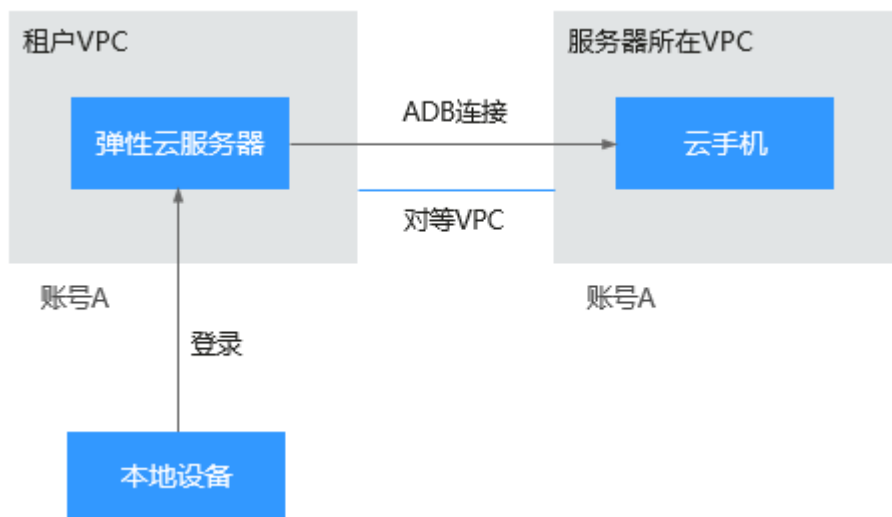 租户VPC
服务器所在VPC
ADB连接
弹性云服务器
云手机
对等VPC
账号A
账号A
登录
本地设备